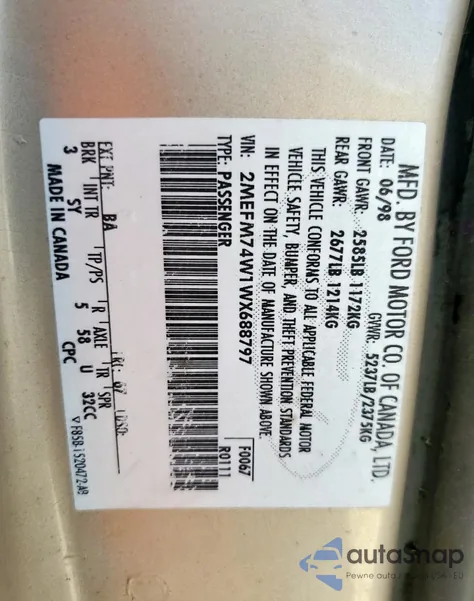 MFD. BY FORD MOTOR CO. OF CANADA, LTD.
DATE: 06/98 GVWR: 5237LB/2375KG
FRONT GAWR: 2585LB 1172KG
REAR GAWR: 2677LB 1214KG
THIS VEHICLE CONFORMS TO ALL APPLICABLE FEDERAL MOTOR
VEHICLE SAFETY, BUMPER, AND THEFT PREVENTION STANDARDS
IN EFFECT ON THE DATE OF MANUFACTURE SHOWN ABOVE.
VIN: 2MEFM74W1WX688797 F0067
TYPE: PASSENGER R0111
EXT PNT: BA
BRK INT TR TP/PS R AXLE TR SPR
3 SY 5 58 U 32CC
MADE IN CANADA CPC
autoSnap